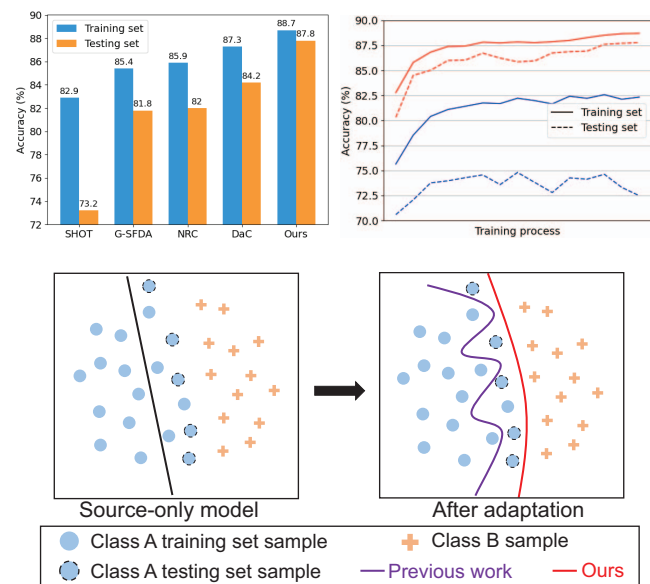 90
88
86
84
82
80
78
76
74
72
Accuracy (%)
Training set
Testing set
82.9
73.2
85.4
81.8
85.9
82
87.3
84.2
88.7
87.8
SHOT
G-SFDA
NRC
DaC
Ours
90.0
87.5
85.0
82.5
80.0
77.5
75.0
72.5
70.0
Accuracy (%)
Training set
Testing set
Training process
Source-only model
After adaptation
Class A training set sample
Class B sample
Class A testing set sample
Previous work
Ours